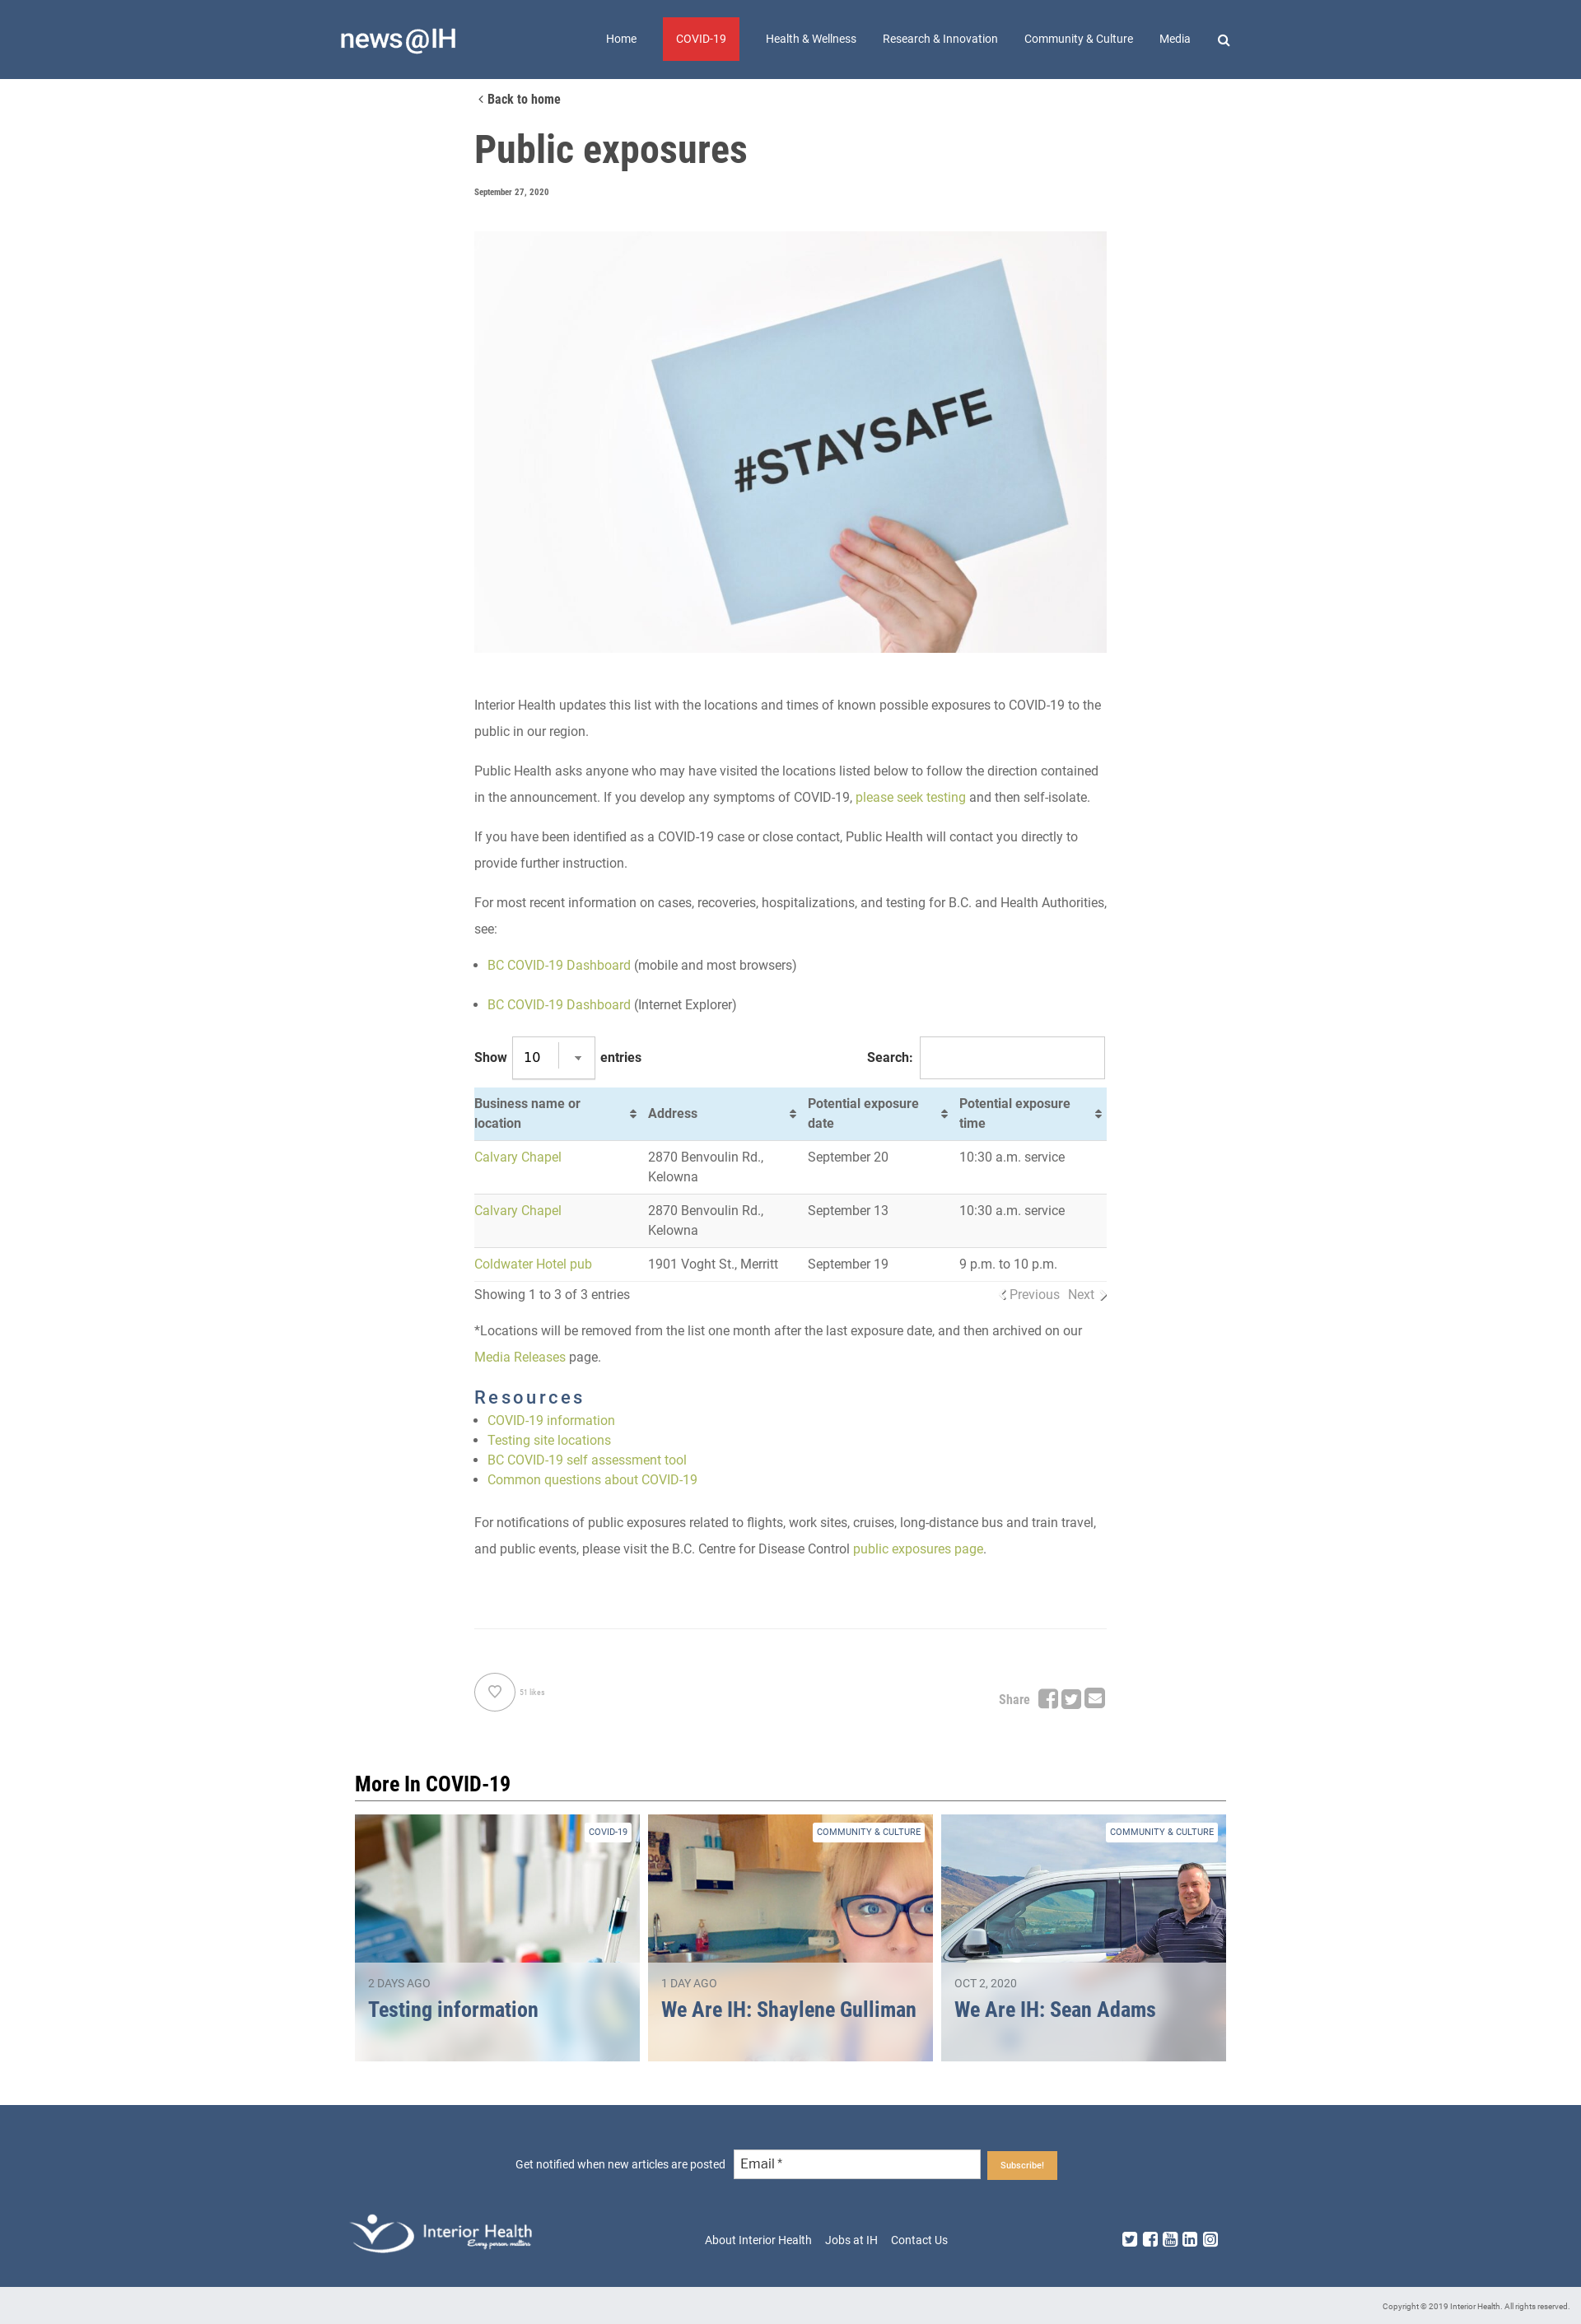 news@IH
Home COVID-19 Health & Wellness Research & Innovation Community & Culture Media
Back to home
Public exposures
September 27, 2020
#STAYSAFE
Interior Health updates this list with the locations and times of known possible exposures to COVID-19 to the
public in our region.
Public Health asks anyone who may have visited the locations listed below to follow the direction contained
in the announcement. If you develop any symptoms of COVID-19, please seek testing and then self-isolate.
If you have been identified as a COVID-19 case or close contact, Public Health will contact you directly to
provide further instruction.
For most recent information on cases, recoveries, hospitalizations, and testing for B.C. and Health Authorities,
see:
• BC COVID-19 Dashboard (mobile and most browsers)
• BC COVID-19 Dashboard (Internet Explorer)
Show 10 entries Search:
Business name or location Address Potential exposure date Potential exposure time
Calvary Chapel 2870 Benvoulin Rd., Kelowna September 20 10:30 a.m. service
Calvary Chapel 2870 Benvoulin Rd., Kelowna September 13 10:30 a.m. service
Coldwater Hotel pub 1901 Voght St., Merritt September 19 9 p.m. to 10 p.m.
Showing 1 to 3 of 3 entries Previous Next
*Locations will be removed from the list one month after the last exposure date, and then archived on our
Media Releases page.
Resources
• COVID-19 information
• Testing site locations
• BC COVID-19 self assessment tool
• Common questions about COVID-19
For notifications of public exposures related to flights, work sites, cruises, long-distance bus and train travel,
and public events, please visit the B.C. Centre for Disease Control public exposures page.
51 likes
Share
More In COVID-19
COVID-19
2 DAYS AGO
Testing information
COMMUNITY & CULTURE
1 DAY AGO
We Are IH: Shaylene Gulliman
COMMUNITY & CULTURE
OCT 2, 2020
We Are IH: Sean Adams
Get notified when new articles are posted Email * Subscribe!
Interior Health
Every person matters
About Interior Health Jobs at IH Contact Us
Copyright © 2019 Interior Health. All rights reserved.